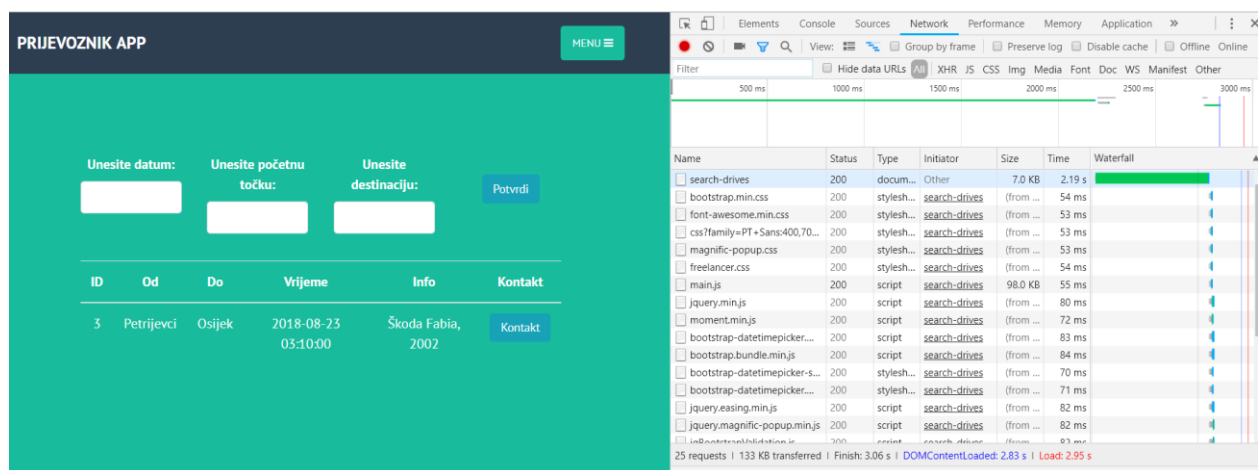 PRIJEVOZNIK APP
MENU
Unesite datum:
Unesite početnu
točku:
Unesite
destinaciju:
Potvrdi
ID Od Do Vrijeme Info Kontakt
3 Petrijevci Osijek 2018-08-23
03:10:00
Škoda Fabia,
2002
Kontakt
Elements Console Sources Network Performance Memory Application »
View: Group by frame Preserve log Disable cache Offline Online
Filter Hide data URLs All XHR JS CSS Img Media Font Doc WS Manifest Other
500 ms 1000 ms 1500 ms 2000 ms 2500 ms 3000 ms
Name Status Type Initiator Size Time Waterfall
search-drives 200 docum... Other 7.0 KB 2.19 s
bootstrap.min.css 200 stylesh... search-drives (from ... 54 ms
font-awesome.min.css 200 stylesh... search-drives (from ... 53 ms
css?family=PT+Sans:400,70... 200 stylesh... search-drives (from ... 53 ms
magnific-popup.css 200 stylesh... search-drives (from ... 53 ms
freelancer.css 200 stylesh... search-drives (from ... 54 ms
main.js 200 script search-drives 98.0 KB 55 ms
jquery.min.js 200 script search-drives (from ... 80 ms
moment.min.js 200 script search-drives (from ... 72 ms
bootstrap-datetimepicker.... 200 script search-drives (from ... 83 ms
bootstrap.bundle.min.js 200 script search-drives (from ... 84 ms
bootstrap-datetimepicker-s... 200 stylesh... search-drives (from ... 70 ms
bootstrap-datetimepicker.... 200 stylesh... search-drives (from ... 71 ms
jquery.easing.min.js 200 script search-drives (from ... 82 ms
jquery.magnific-popup.min.js 200 script search-drives (from ... 82 ms
jqBootstrapValidation.js 200 script search-drives (from ... 82 ms
25 requests | 133 KB transferred | Finish: 3.06 s | DOMContentLoaded: 2.83 s | Load: 2.95 s